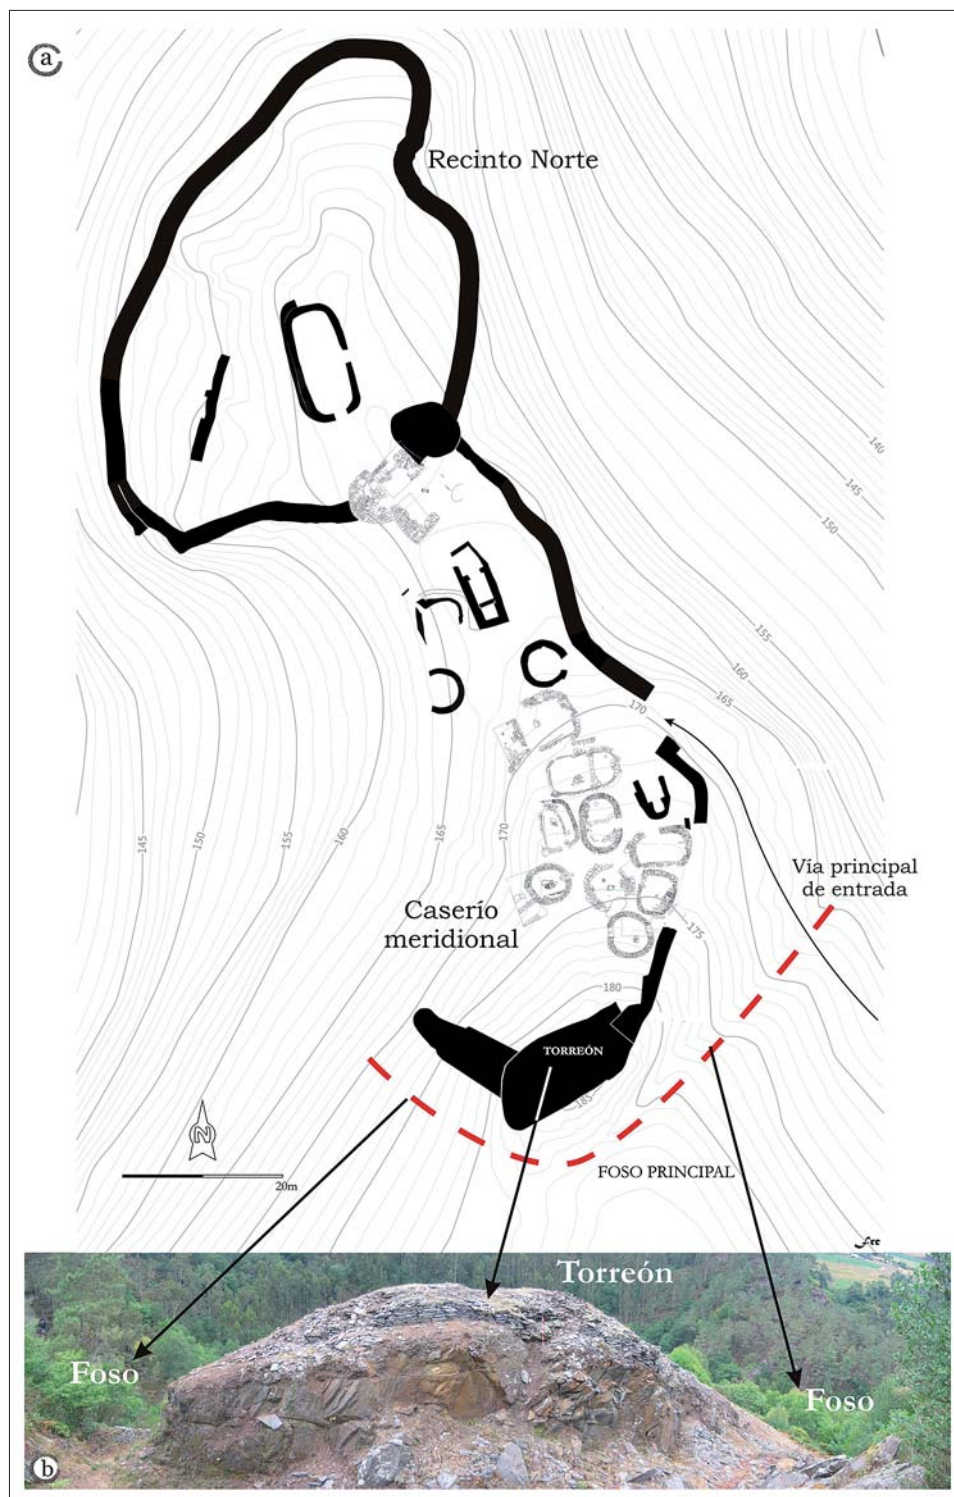 a
Recinto Norte
140
145
150
155
160
165
170
Vía principal
de entrada
145
150
155
160
165
170
175
Caserío
meridional
180
TORREÓN
185
N
20m
FOSO PRINCIPAL
Torreón
Foso
Foso
b